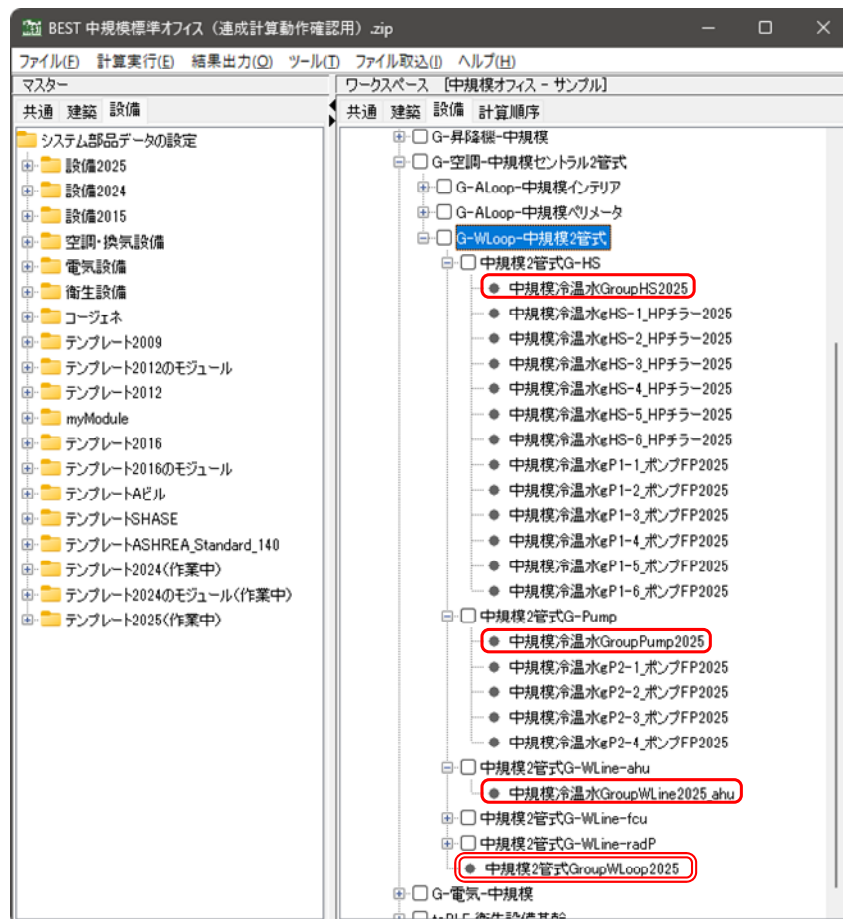 BEST 中規模標準オフィス（連成計算動作確認用）.zip
ファイル(F) 計算実行(E) 結果出力(O) ツール(T) ファイル取込(I) ヘルプ(H)
マスター
共通 建築 設備
システム部品データの設定
設備2025
設備2024
設備2015
空調・換気設備
電気設備
衛生設備
コージェネ
テンプレート2009
テンプレート2012のモジュール
テンプレート2012
myModule
テンプレート2016
テンプレート2016のモジュール
テンプレートAビル
テンプレートSHASE
テンプレートASHREA_Standard_140
テンプレート2024(作業中)
テンプレート2024のモジュール(作業中)
テンプレート2025(作業中)
ワークスペース [中規模オフィス - サンプル]
共通 建築 設備 計算順序
G-昇降機-中規模
G-空調-中規模セントラル2管式
G-ALoop-中規模インテリア
G-ALoop-中規模ペリメータ
G-WLoop-中規模2管式
中規模2管式G-HS
中規模冷温水GroupHS2025
中規模冷温水gHS-1_HPチラー2025
中規模冷温水gHS-2_HPチラー2025
中規模冷温水gHS-3_HPチラー2025
中規模冷温水gHS-4_HPチラー2025
中規模冷温水gHS-5_HPチラー2025
中規模冷温水gHS-6_HPチラー2025
中規模冷温水gP1-1_ポンプFP2025
中規模冷温水gP1-2_ポンプFP2025
中規模冷温水gP1-3_ポンプFP2025
中規模冷温水gP1-4_ポンプFP2025
中規模冷温水gP1-5_ポンプFP2025
中規模冷温水gP1-6_ポンプFP2025
中規模2管式G-Pump
中規模冷温水GroupPump2025
中規模冷温水gP2-1_ポンプFP2025
中規模冷温水gP2-2_ポンプFP2025
中規模冷温水gP2-3_ポンプFP2025
中規模冷温水gP2-4_ポンプFP2025
中規模2管式G-WLine-ahu
中規模冷温水GroupWLine2025_ahu
中規模2管式G-WLine-fcu
中規模2管式G-WLine-radP
中規模2管式GroupWLoop2025
G-電気-中規模